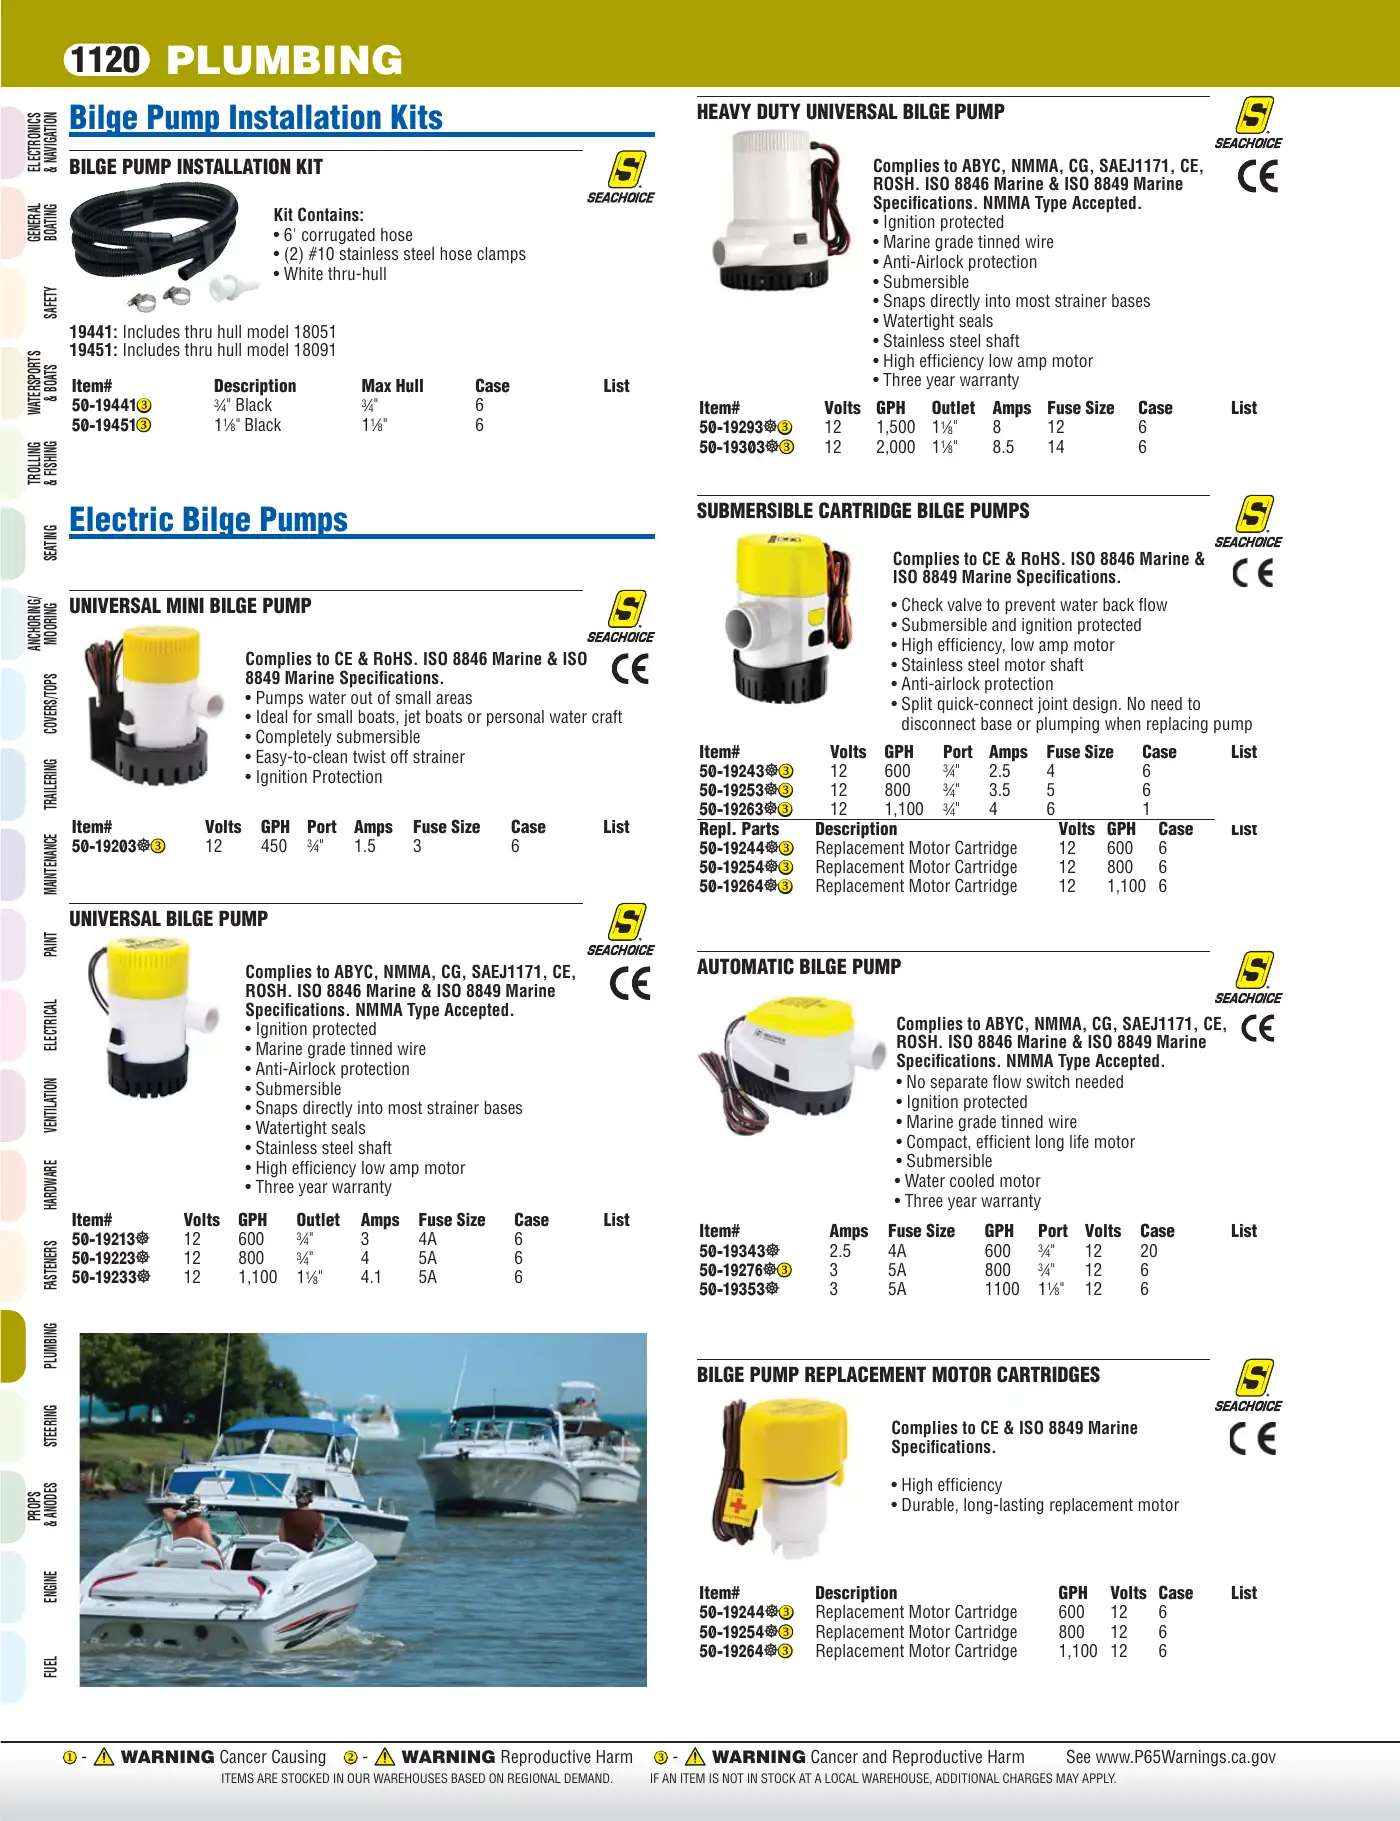 1120 PLUMBING
ELECTRONICS
& NAVIGATION
GENERAL
BOATING
SAFETY
WATERSPORTS
& BOATS
TROLLING
& FISHING
SEATING
ANCHORING/
MOORING
COVERS/TOPS
TRAILERING
MAINTENANCE
PAINT
ELECTRICAL
VENTILATION
HARDWARE
FASTENERS
PLUMBING
STEERING
PROPS
& ANODES
ENGINE
FUEL
Bilge Pump Installation Kits
BILGE PUMP INSTALLATION KIT
SEACHOICE
Kit Contains:
• 6' corrugated hose
• (2) #10 stainless steel hose clamps
• White thru-hull
19441: Includes thru hull model 18051
19451: Includes thru hull model 18091
Item# Description Max Hull Case List
50-19441③ ¾" Black ¾" 6
50-19451③ 1⅛" Black 1⅛" 6
Electric Bilge Pumps
UNIVERSAL MINI BILGE PUMP
SEACHOICE
CE
Complies to CE & RoHS. ISO 8846 Marine & ISO
8849 Marine Specifications.
• Pumps water out of small areas
• Ideal for small boats, jet boats or personal water craft
• Completely submersible
• Easy-to-clean twist off strainer
• Ignition Protection
Item# Volts GPH Port Amps Fuse Size Case List
50-19203☸③ 12 450 ¾" 1.5 3 6
UNIVERSAL BILGE PUMP
SEACHOICE
CE
Complies to ABYC, NMMA, CG, SAEJ1171, CE,
ROSH. ISO 8846 Marine & ISO 8849 Marine
Specifications. NMMA Type Accepted.
• Ignition protected
• Marine grade tinned wire
• Anti-Airlock protection
• Submersible
• Snaps directly into most strainer bases
• Watertight seals
• Stainless steel shaft
• High efficiency low amp motor
• Three year warranty
Item# Volts GPH Outlet Amps Fuse Size Case List
50-19213☸ 12 600 ¾" 3 4A 6
50-19223☸ 12 800 ¾" 4 5A 6
50-19233☸ 12 1,100 1⅛" 4.1 5A 6
HEAVY DUTY UNIVERSAL BILGE PUMP
SEACHOICE
CE
Complies to ABYC, NMMA, CG, SAEJ1171, CE,
ROSH. ISO 8846 Marine & ISO 8849 Marine
Specifications. NMMA Type Accepted.
• Ignition protected
• Marine grade tinned wire
• Anti-Airlock protection
• Submersible
• Snaps directly into most strainer bases
• Watertight seals
• Stainless steel shaft
• High efficiency low amp motor
• Three year warranty
Item# Volts GPH Outlet Amps Fuse Size Case List
50-19293☸③ 12 1,500 1⅛" 8 12 6
50-19303☸③ 12 2,000 1⅛" 8.5 14 6
SUBMERSIBLE CARTRIDGE BILGE PUMPS
SEACHOICE
CE
Complies to CE & RoHS. ISO 8846 Marine &
ISO 8849 Marine Specifications.
• Check valve to prevent water back flow
• Submersible and ignition protected
• High efficiency, low amp motor
• Stainless steel motor shaft
• Anti-airlock protection
• Split quick-connect joint design. No need to
disconnect base or plumping when replacing pump
Item# Volts GPH Port Amps Fuse Size Case List
50-19243☸③ 12 600 ¾" 2.5 4 6
50-19253☸③ 12 800 ¾" 3.5 5 6
50-19263☸③ 12 1,100 ¾" 4 6 1
Repl. Parts Description Volts GPH Case List
50-19244☸③ Replacement Motor Cartridge 12 600 6
50-19254☸③ Replacement Motor Cartridge 12 800 6
50-19264☸③ Replacement Motor Cartridge 12 1,100 6
AUTOMATIC BILGE PUMP
SEACHOICE
CE
Complies to ABYC, NMMA, CG, SAEJ1171, CE,
ROSH. ISO 8846 Marine & ISO 8849 Marine
Specifications. NMMA Type Accepted.
• No separate flow switch needed
• Ignition protected
• Marine grade tinned wire
• Compact, efficient long life motor
• Submersible
• Water cooled motor
• Three year warranty
Item# Amps Fuse Size GPH Port Volts Case List
50-19343☸ 2.5 4A 600 ¾" 12 20
50-19276☸③ 3 5A 800 ¾" 12 6
50-19353☸ 3 5A 1100 1⅛" 12 6
BILGE PUMP REPLACEMENT MOTOR CARTRIDGES
SEACHOICE
CE
Complies to CE & ISO 8849 Marine
Specifications.
• High efficiency
• Durable, long-lasting replacement motor
Item# Description GPH Volts Case List
50-19244☸③ Replacement Motor Cartridge 600 12 6
50-19254☸③ Replacement Motor Cartridge 800 12 6
50-19264☸③ Replacement Motor Cartridge 1,100 12 6
① - ⚠ WARNING Cancer Causing ② - ⚠ WARNING Reproductive Harm ③ - ⚠ WARNING Cancer and Reproductive Harm See www.P65Warnings.ca.gov
ITEMS ARE STOCKED IN OUR WAREHOUSES BASED ON REGIONAL DEMAND. IF AN ITEM IS NOT IN STOCK AT A LOCAL WAREHOUSE, ADDITIONAL CHARGES MAY APPLY.